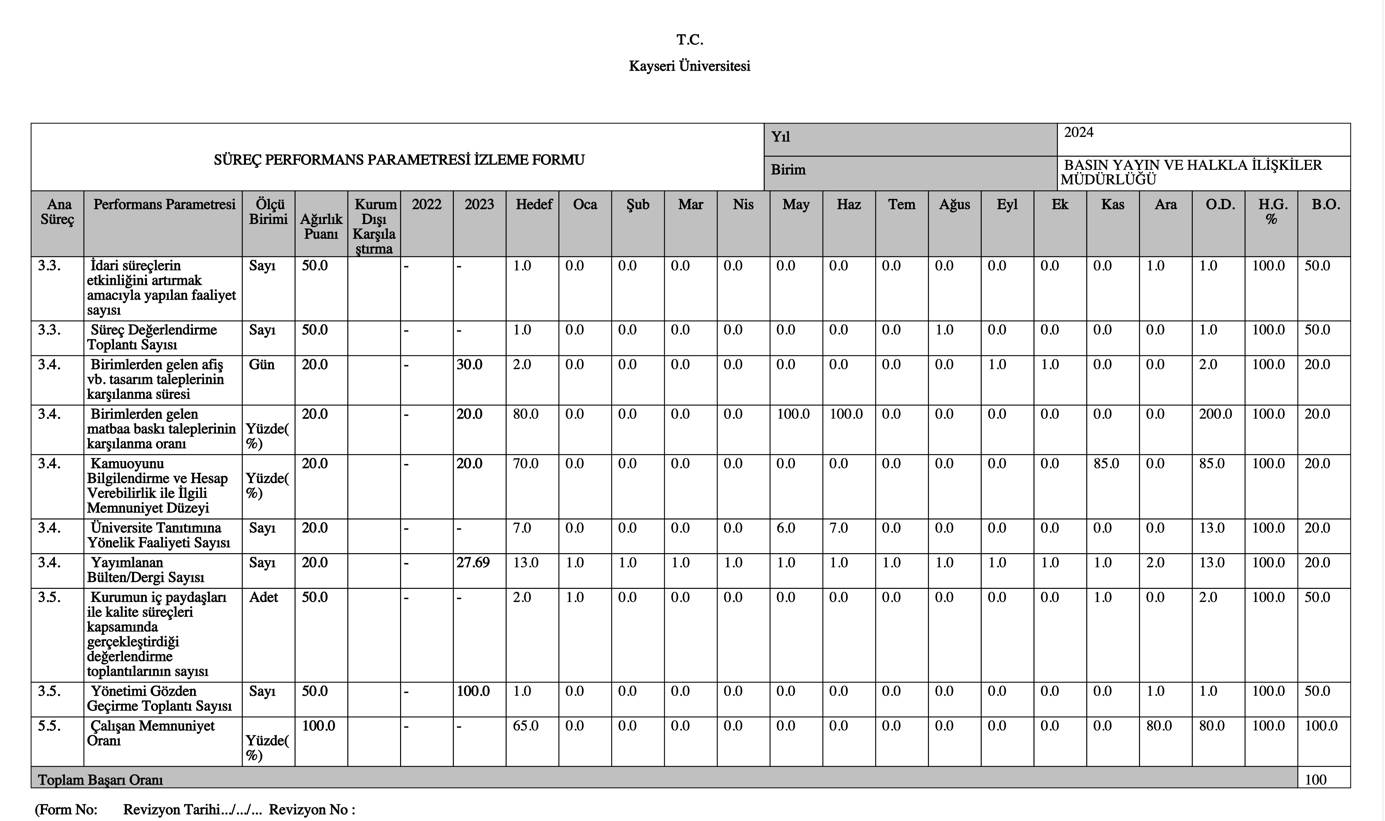 T.C.
Kayseri Üniversitesi
SÜREÇ PERFORMANS PARAMETRESİ İZLEME FORMU
Yıl
2024
Birim
BASIN YAYIN VE HALKLA İLİŞKİLER
MÜDÜRLÜĞÜ
Ana Süreç Performans Parametresi Ölçü Birimi Ağırlık Puanı Kurum Dışı Karşıla ştırma 2022 2023 Hedef Oca Şub Mar Nis May Haz Tem Ağus Eyl Ek Kas Ara O.D. H.G. % B.O.
3.3. İdari süreçlerin Sayı 50.0 - - 1.0 0.0 0.0 0.0 0.0 0.0 0.0 0.0 0.0 0.0 0.0 0.0 1.0 1.0 100.0 50.0
etkinliğini artırmak
amacıyla yapılan faaliyet
sayısı
3.3. Süreç Değerlendirme Sayı 50.0 - - 1.0 0.0 0.0 0.0 0.0 0.0 0.0 0.0 1.0 0.0 0.0 0.0 0.0 1.0 100.0 50.0
Toplantı Sayısı
3.4. Birimlerden gelen afiş Gün 20.0 - 30.0 2.0 0.0 0.0 0.0 0.0 0.0 0.0 0.0 0.0 1.0 1.0 0.0 0.0 2.0 100.0 20.0
vb. tasarım taleplerinin
karşılanma süresi
3.4. Birimlerden gelen 20.0 - 20.0 80.0 0.0 0.0 0.0 0.0 100.0 100.0 0.0 0.0 0.0 0.0 0.0 0.0 200.0 100.0 20.0
matbaa baskı taleplerinin Yüzde(
karşılanma oranı %)
3.4. Kamuoyunu 20.0 - 20.0 70.0 0.0 0.0 0.0 0.0 0.0 0.0 0.0 0.0 0.0 0.0 85.0 0.0 85.0 100.0 20.0
Bilgilendirme ve Hesap Yüzde(
Verebilirlik ile İlgili %)
Memnuniyet Düzeyi
3.4. Üniversite Tanıtımına Sayı 20.0 - - 7.0 0.0 0.0 0.0 0.0 6.0 7.0 0.0 0.0 0.0 0.0 0.0 0.0 13.0 100.0 20.0
Yönelik Faaliyeti Sayısı
3.4. Yayımlanan Sayı 20.0 - 27.69 13.0 1.0 1.0 1.0 1.0 1.0 1.0 1.0 1.0 1.0 1.0 1.0 2.0 13.0 100.0 20.0
Bülten/Dergi Sayısı
3.5. Kurumun iç paydaşları Adet 50.0 - - 2.0 1.0 0.0 0.0 0.0 0.0 0.0 0.0 0.0 0.0 0.0 1.0 0.0 2.0 100.0 50.0
ile kalite süreçleri
kapsamında
gerçekleştirdiği
değerlendirme
toplantılarının sayısı
3.5. Yönetimi Gözden Sayı 50.0 - 100.0 1.0 0.0 0.0 0.0 0.0 0.0 0.0 0.0 0.0 0.0 0.0 0.0 1.0 1.0 100.0 50.0
Geçirme Toplantı Sayısı
5.5. Çalışan Memnuniyet 100.0 - - 65.0 0.0 0.0 0.0 0.0 0.0 0.0 0.0 0.0 0.0 0.0 0.0 80.0 80.0 100.0 100.0
Oranı Yüzde(
%)
Toplam Başarı Oranı 100
(Form No: Revizyon Tarihi.../.../... Revizyon No :